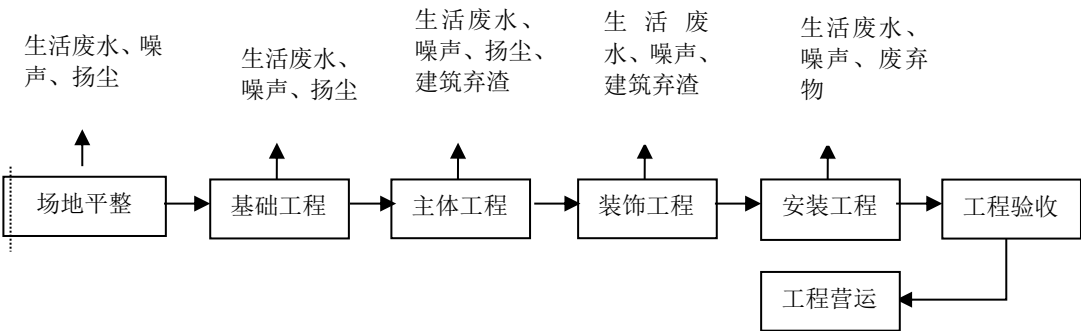 生活废水、噪
声、扬尘
生活废水、
噪声、扬尘
生活废水、
噪声、扬尘、
建筑弃渣
生活废
水、噪声、
建筑弃渣
生活废水、
噪声、废弃
物
场地平整
基础工程
主体工程
装饰工程
安装工程
工程验收
工程营运